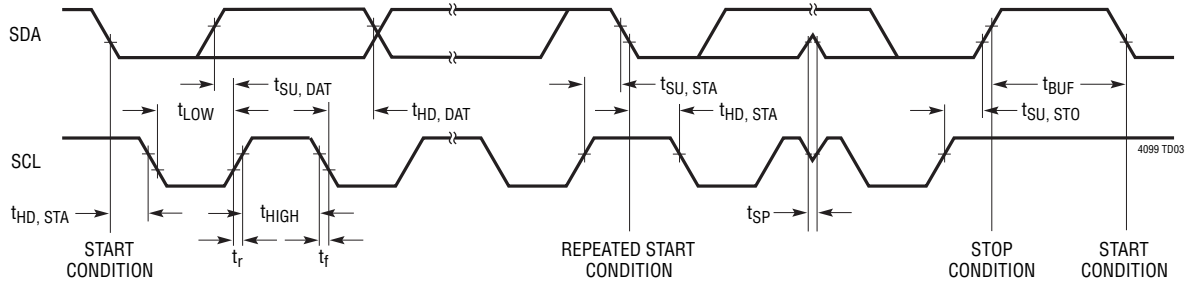 SDA
tSU, DAT
tSU, STA
tBUF
tLOW
tHD, DAT
tHD, STA
tSU, STO
SCL
4099 TD03
tHD, STA
tHIGH
tSP
tr
tf
START
CONDITION
REPEATED START
CONDITION
STOP
CONDITION
START
CONDITION